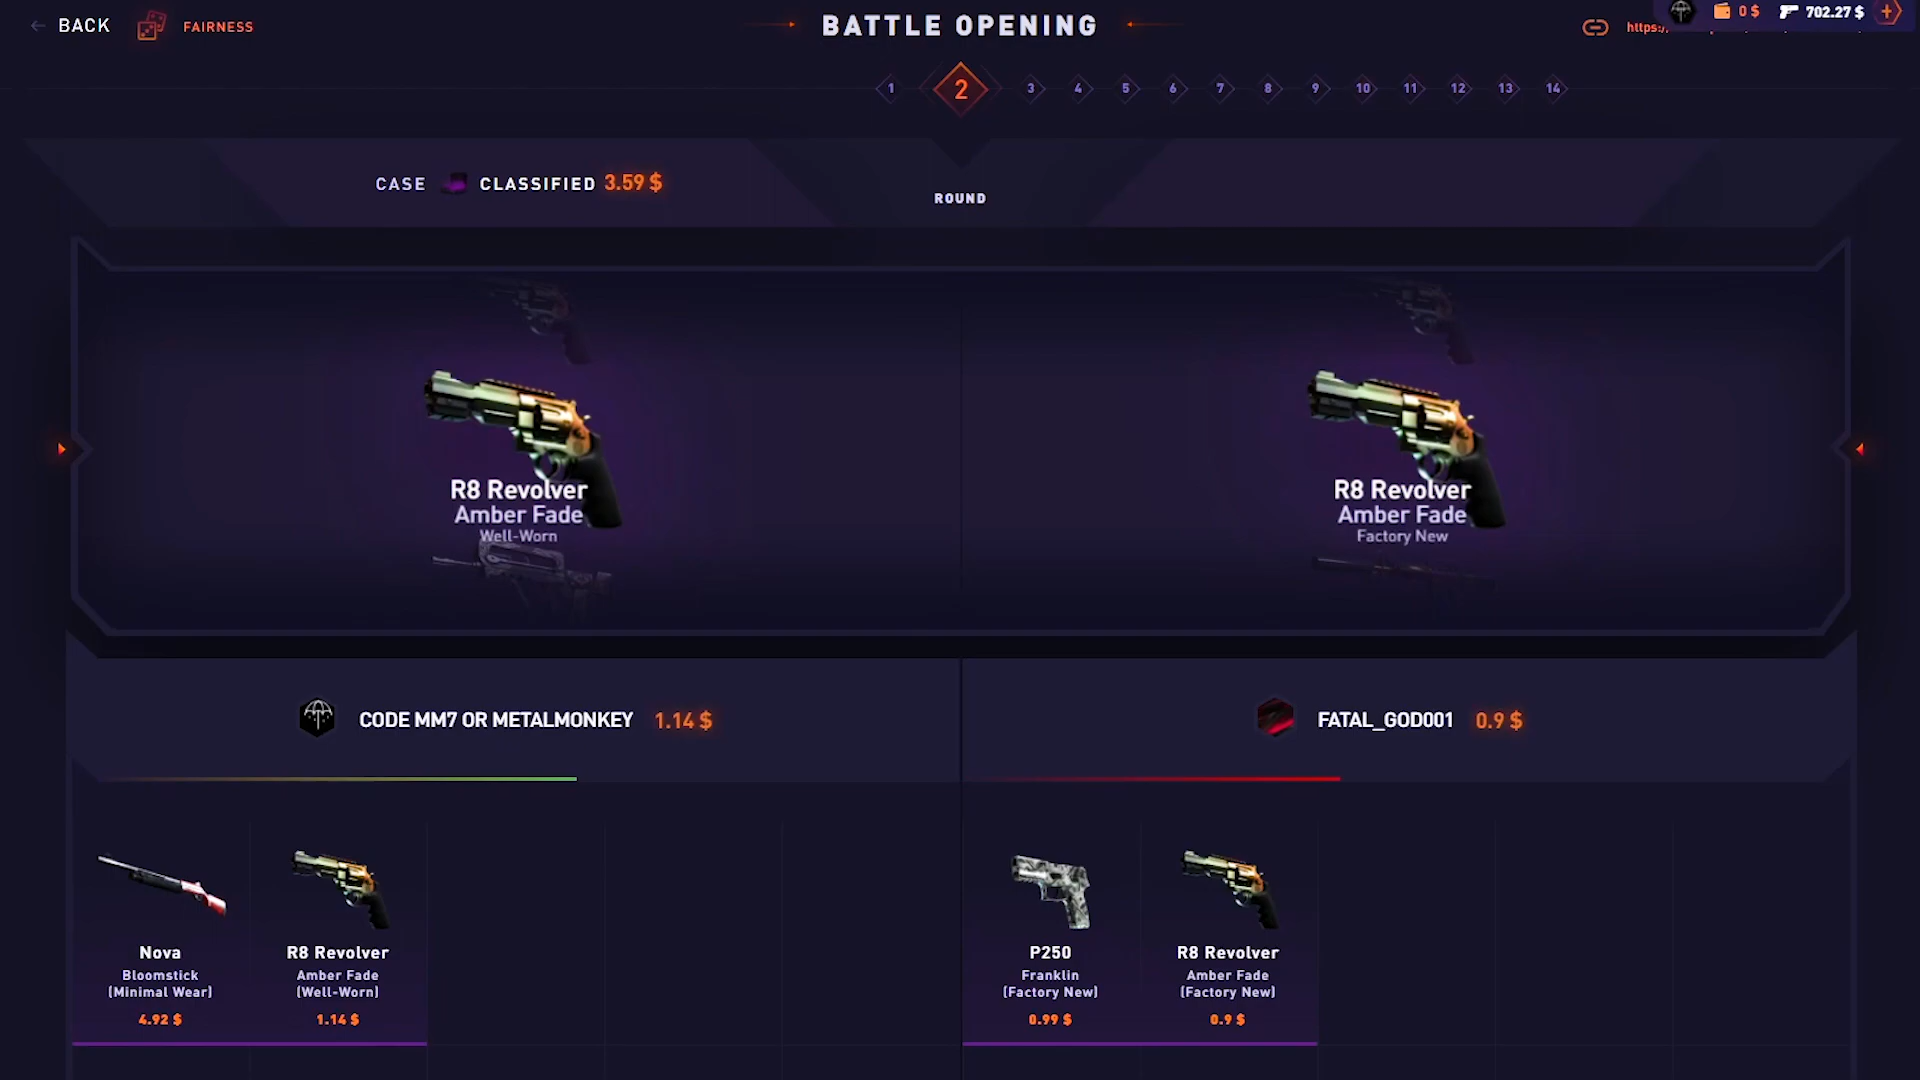 BACK
FAIRNESS
BATTLE OPENING
https:/
0 $
702.27 $
1
2
3
4
5
6
7
8
9
10
11
12
13
14
CASE CLASSIFIED 3.59 $
ROUND
R8 Revolver
Amber Fade
Well-Worn
R8 Revolver
Amber Fade
Factory New
CODE MM7 OR METALMONKEY 1.14 $
FATAL_GOD001 0.9 $
Nova
Bloomstick
(Minimal Wear)
4.92 $
R8 Revolver
Amber Fade
(Well-Worn)
1.14 $
P250
Franklin
(Factory New)
0.99 $
R8 Revolver
Amber Fade
(Factory New)
0.9 $